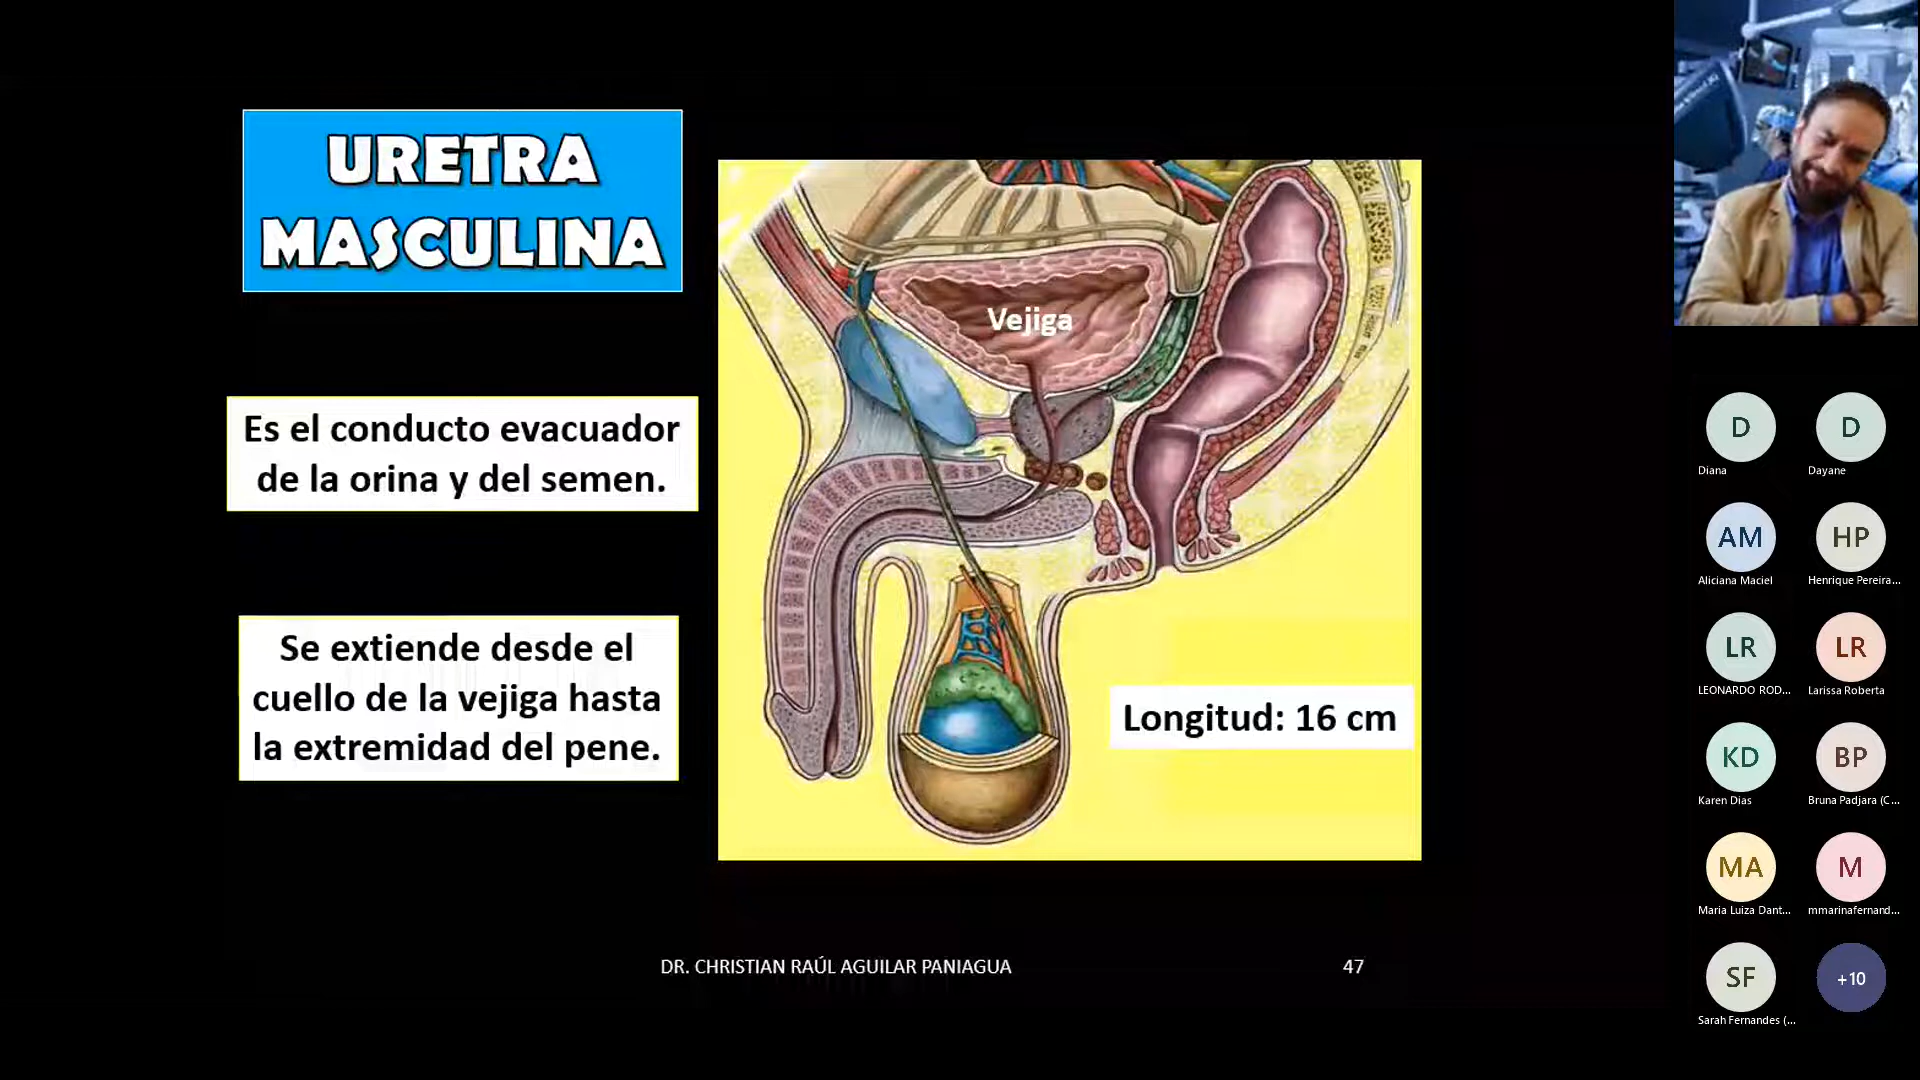 URETRA
MASCULINA
Es el conducto evacuador
de la orina y del semen.
Se extiende desde el
cuello de la vejiga hasta
la extremidad del pene.
Vejiga
Longitud: 16 cm
DR. CHRISTIAN RAÚL AGUILAR PANIAGUA
47
D
Diana
D
Dayane
AM
Aliciana Maciel
HP
Henrique Pereira...
LR
LEONARDO ROD...
LR
Larissa Roberta
KD
Karen Dias
BP
Bruna Padjara (C...
MA
Maria Luiza Dant...
M
mmarinafernand...
SF
Sarah Fernandes (...
+10